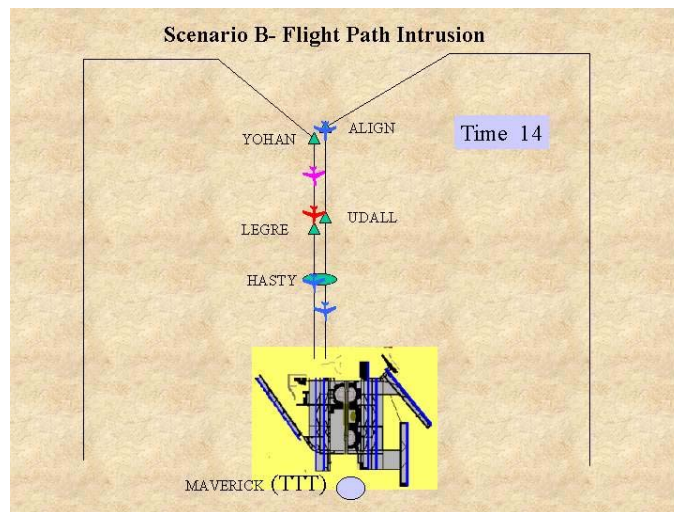 Scenario B- Flight Path Intrusion
ALIGN
Time 14
YOHAN
UDALL
LEGRE
HASTY
MAVERICK (TTT)